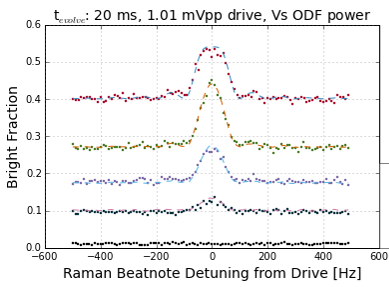 t_evolve: 20 ms, 1.01 mVpp drive, Vs ODF power
Bright Fraction
0.6
0.5
0.4
0.3
0.2
0.1
0.0
−600 −400 −200 0 200 400 600
Raman Beatnote Detuning from Drive [Hz]